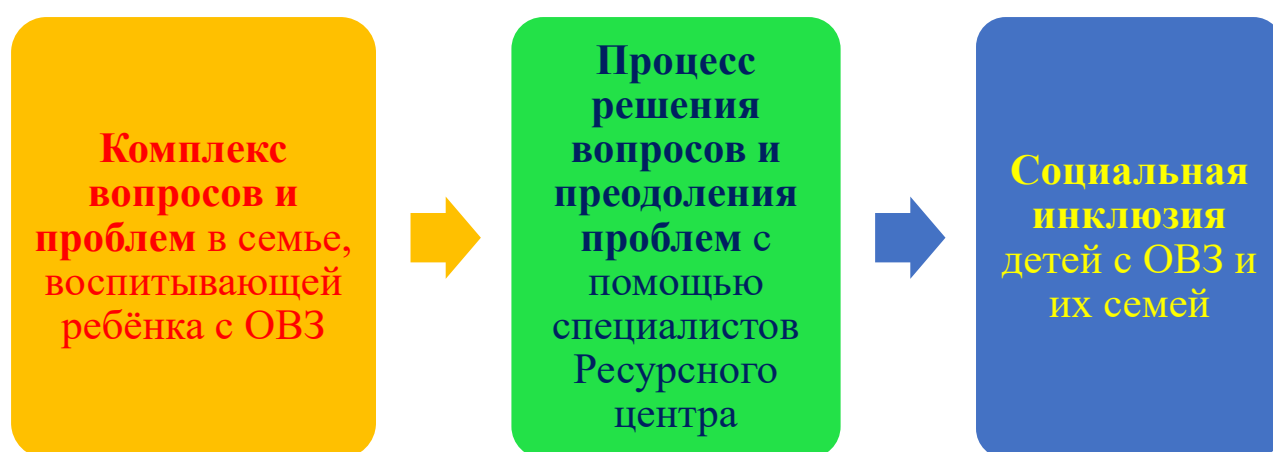 Комплекс
вопросов и
проблем в семье,
воспитывающей
ребёнка с ОВЗ
Процесс
решения
вопросов и
преодоления
проблем с
помощью
специалистов
Ресурсного
центра
Социальная
инклюзия
детей с ОВЗ и
их семей